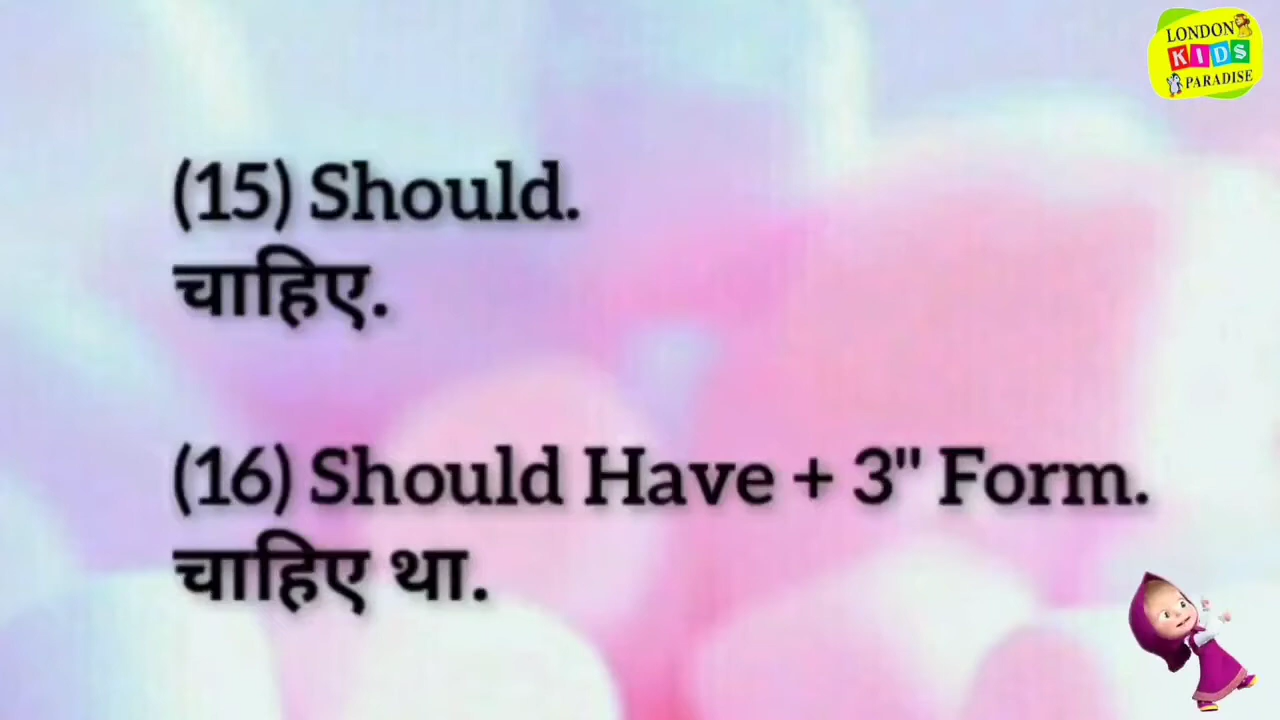 LONDON
KIDS
PARADISE
(15) Should.
चाहिए.
(16) Should Have + 3" Form.
चाहिए था.